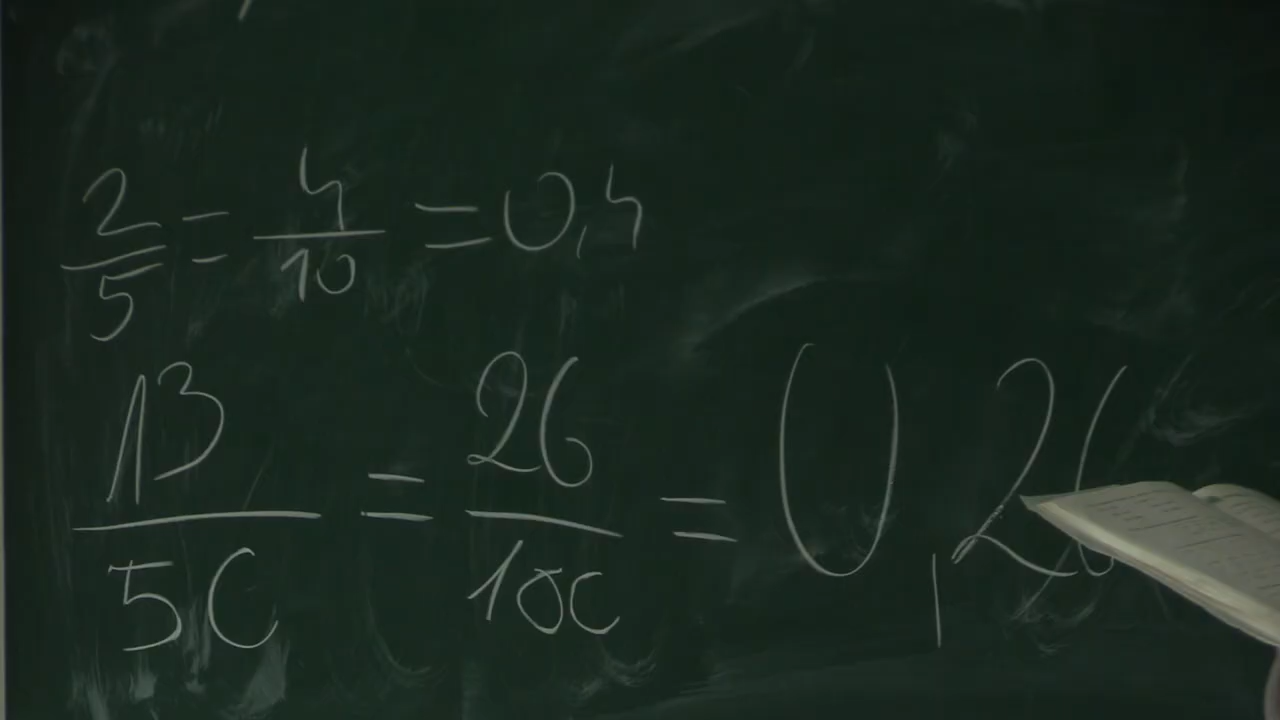 2/5 = 4/10 = 0,4
13/50 = 26/100 = 0,26